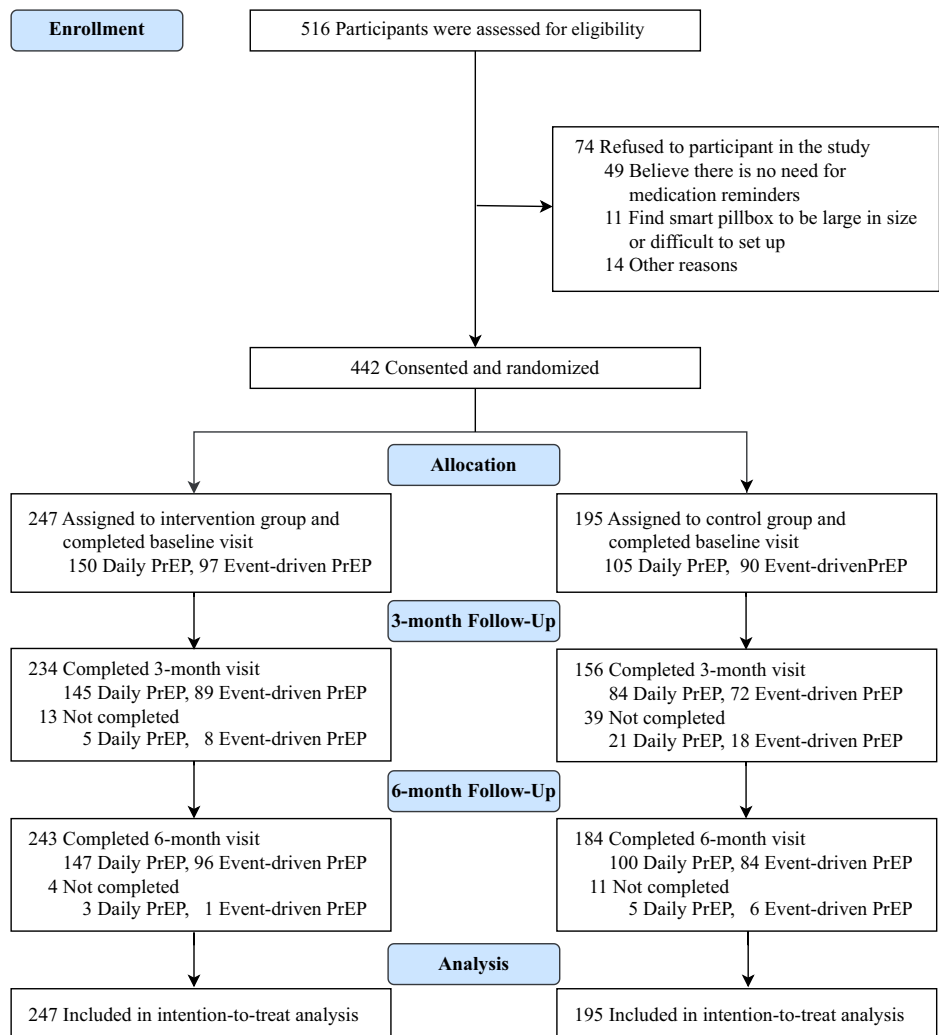 Enrollment
516 Participants were assessed for eligibility
74 Refused to participant in the study
49 Believe there is no need for
medication reminders
11 Find smart pillbox to be large in size
or difficult to set up
14 Other reasons
442 Consented and randomized
Allocation
247 Assigned to intervention group and
completed baseline visit
150 Daily PrEP, 97 Event-driven PrEP
195 Assigned to control group and
completed baseline visit
105 Daily PrEP, 90 Event-drivenPrEP
3-month Follow-Up
234 Completed 3-month visit
145 Daily PrEP, 89 Event-driven PrEP
13 Not completed
5 Daily PrEP, 8 Event-driven PrEP
156 Completed 3-month visit
84 Daily PrEP, 72 Event-driven PrEP
39 Not completed
21 Daily PrEP, 18 Event-driven PrEP
6-month Follow-Up
243 Completed 6-month visit
147 Daily PrEP, 96 Event-driven PrEP
4 Not completed
3 Daily PrEP, 1 Event-driven PrEP
184 Completed 6-month visit
100 Daily PrEP, 84 Event-driven PrEP
11 Not completed
5 Daily PrEP, 6 Event-driven PrEP
Analysis
247 Included in intention-to-treat analysis
195 Included in intention-to-treat analysis